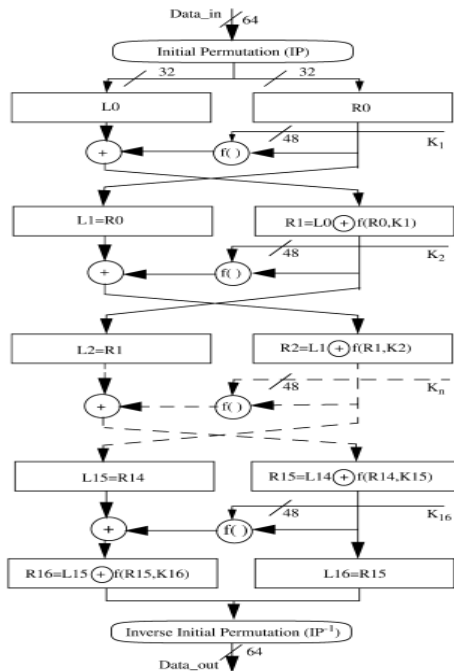 Data_in
64
Initial Permutation (IP)
32 32
L0 R0
+ f( ) 48 K1
L1=R0 R1=L0 + f(R0,K1)
+ f( ) 48 K2
L2=R1 R2=L1 + f(R1,K2)
+ f( ) 48 Kn
L15=R14 R15=L14 + f(R14,K15)
+ f( ) 48 K16
R16=L15 + f(R15,K16) L16=R15
Inverse Initial Permutation (IP-1)
64
Data_out